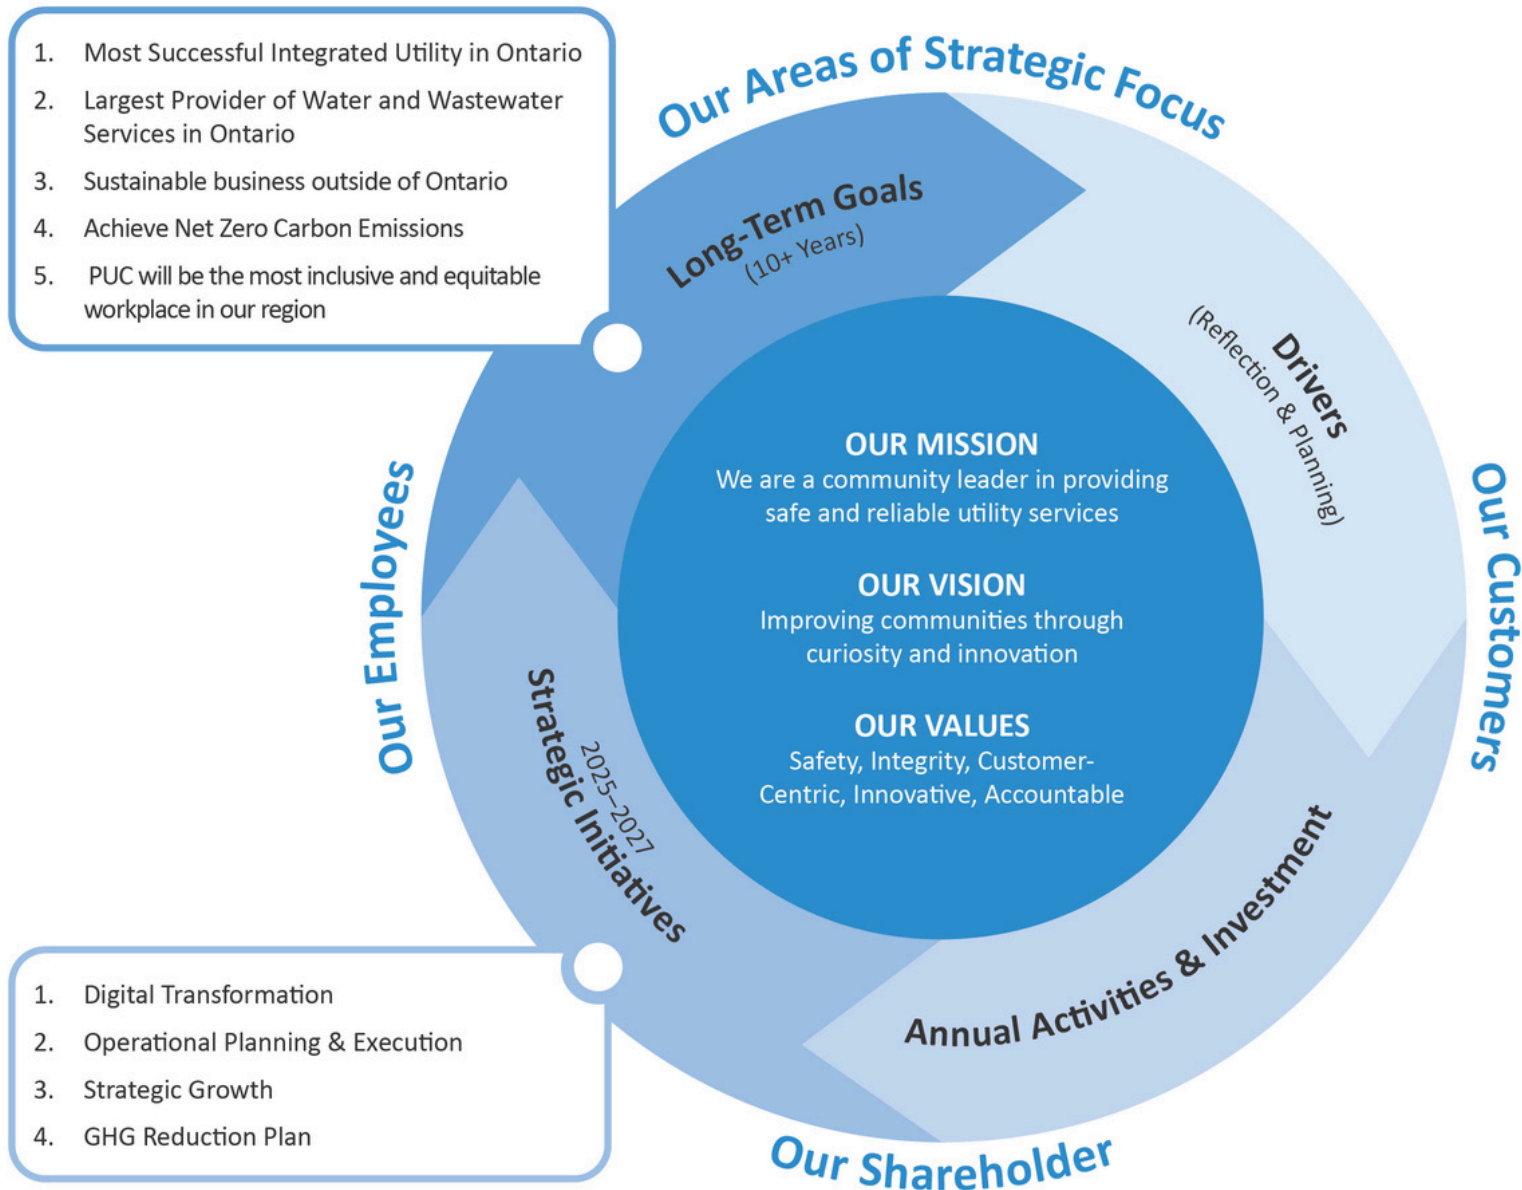 Our Areas of Strategic Focus
1. Most Successful Integrated Utility in Ontario
2. Largest Provider of Water and Wastewater
Services in Ontario
3. Sustainable business outside of Ontario
4. Achieve Net Zero Carbon Emissions
5. PUC will be the most inclusive and equitable
workplace in our region
Long-Term Goals
(10+ Years)
Drivers
(Reflection & Planning)
Our Customers
Annual Activities & Investment
Our Shareholder
Strategic Initiatives
2025–2027
Our Employees
OUR MISSION
We are a community leader in providing
safe and reliable utility services
OUR VISION
Improving communities through
curiosity and innovation
OUR VALUES
Safety, Integrity, Customer-
Centric, Innovative, Accountable
1. Digital Transformation
2. Operational Planning & Execution
3. Strategic Growth
4. GHG Reduction Plan